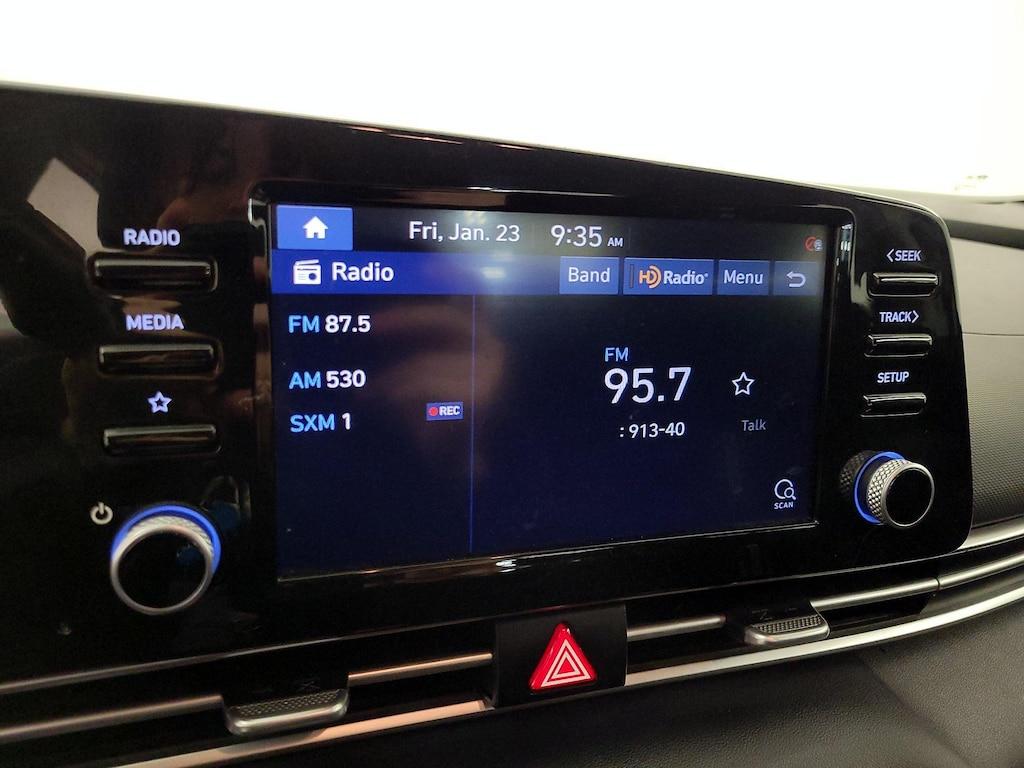 RADIO
MEDIA
Fri, Jan. 23 9:35 AM
Radio Band HD Radio Menu
FM 87.5
AM 530
SXM 1
REC
FM
95.7
: 913-40
Talk
SCAN
<SEEK
TRACK>
SETUP